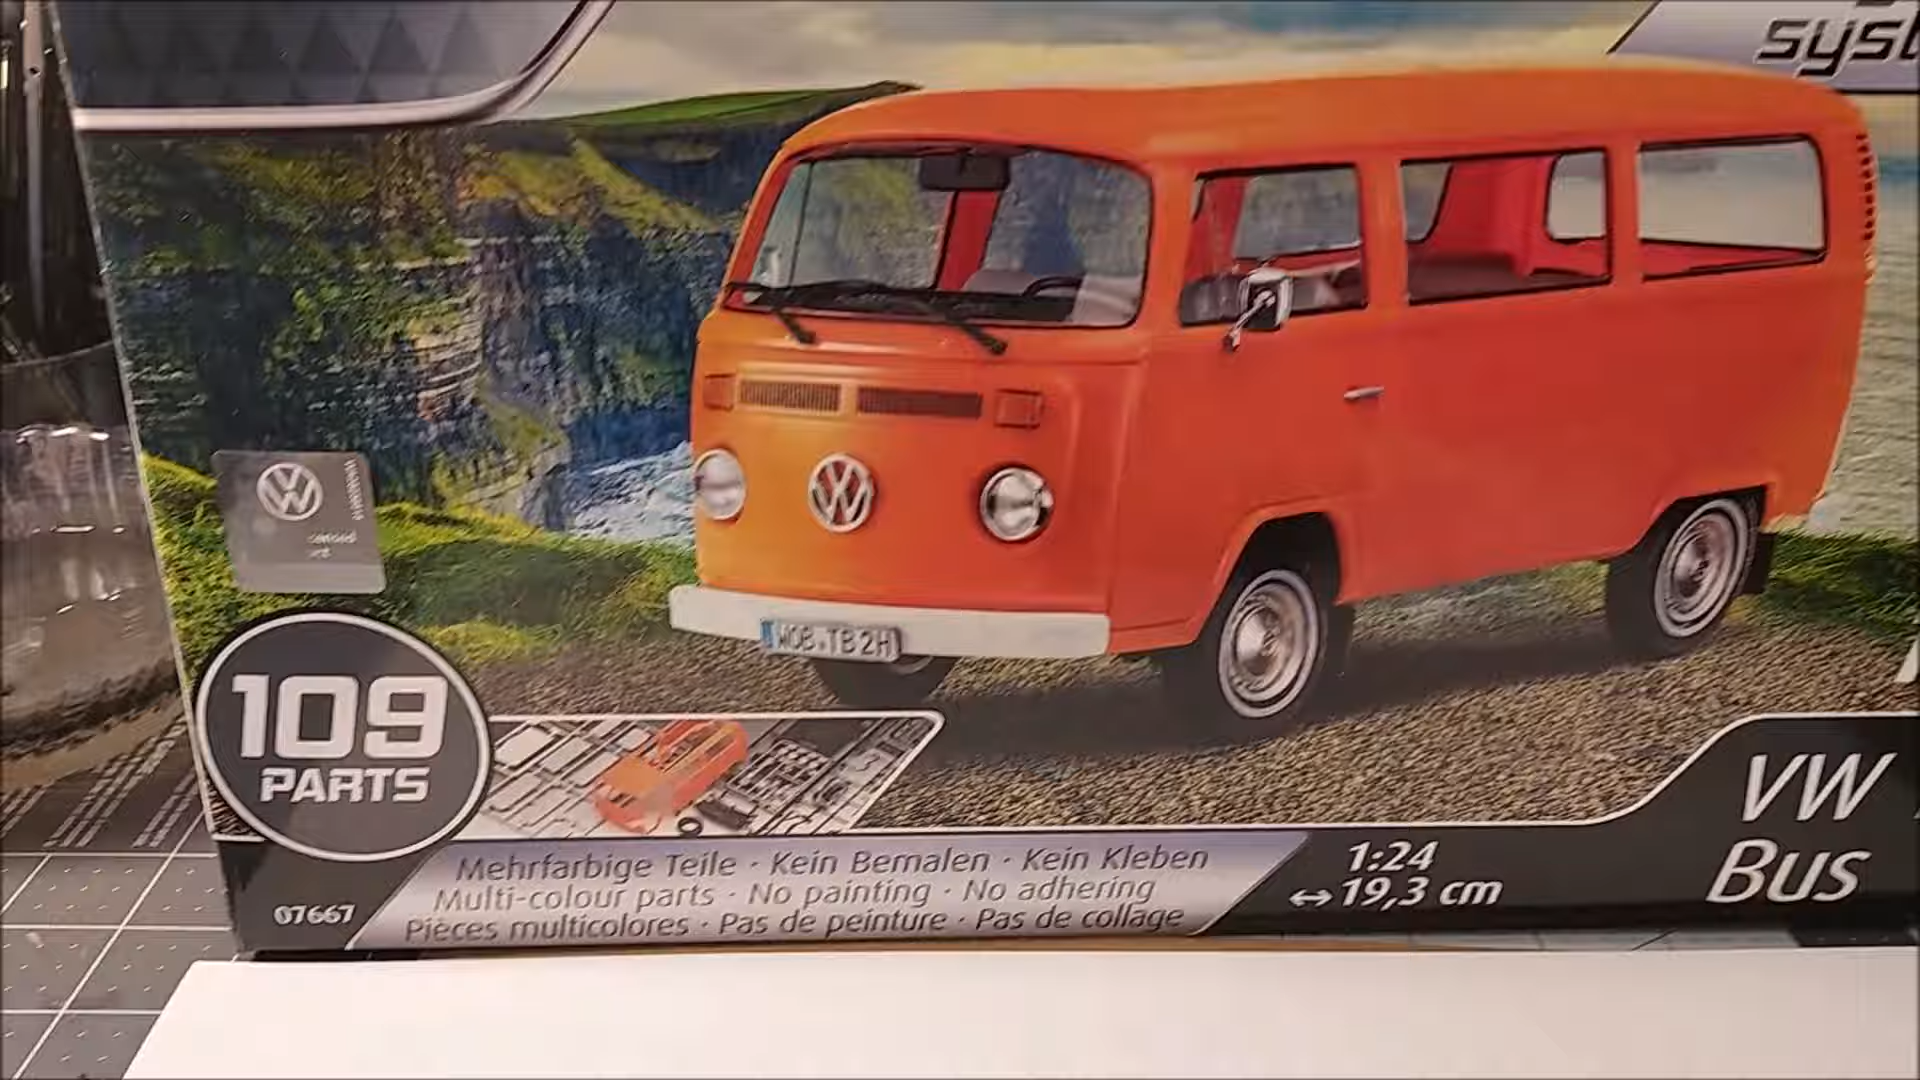 syst
WOB·TB 2H
109
PARTS
07667
Mehrfarbige Teile · Kein Bemalen · Kein Kleben
Multi-colour parts · No painting · No adhering
Pièces multicolores · Pas de peinture · Pas de collage
1:24
↔19,3 cm
VW
Bus